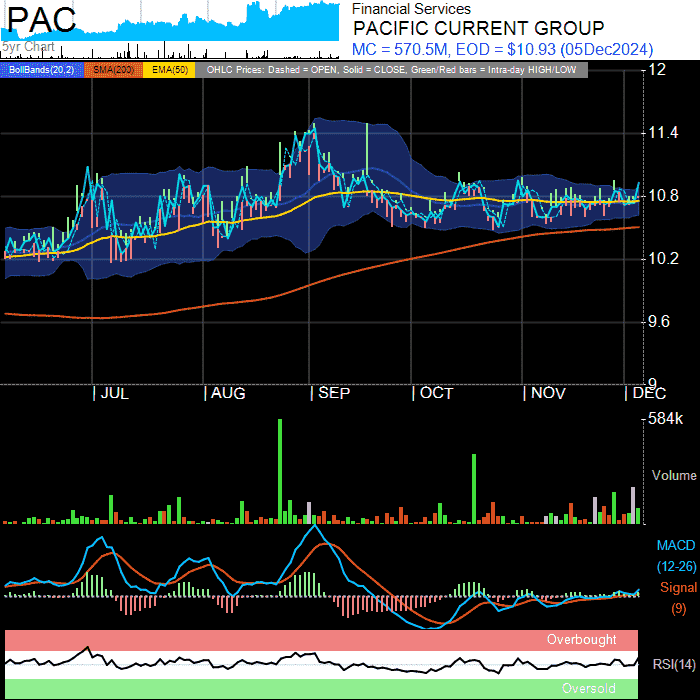 PAC
5yr Chart
Financial Services
PACIFIC CURRENT GROUP
MC = 570.5M, EOD = $10.93 (05Dec2024)
BollBands(20,2) SMA(200) EMA(50) OHLC Prices: Dashed = OPEN, Solid = CLOSE, Green/Red bars = Intra-day HIGH/LOW
12
11.4
10.8
10.2
9.6
9
JUL AUG SEP OCT NOV DEC
584k
Volume
MACD
(12-26)
Signal
(9)
Overbought
RSI(14)
Oversold